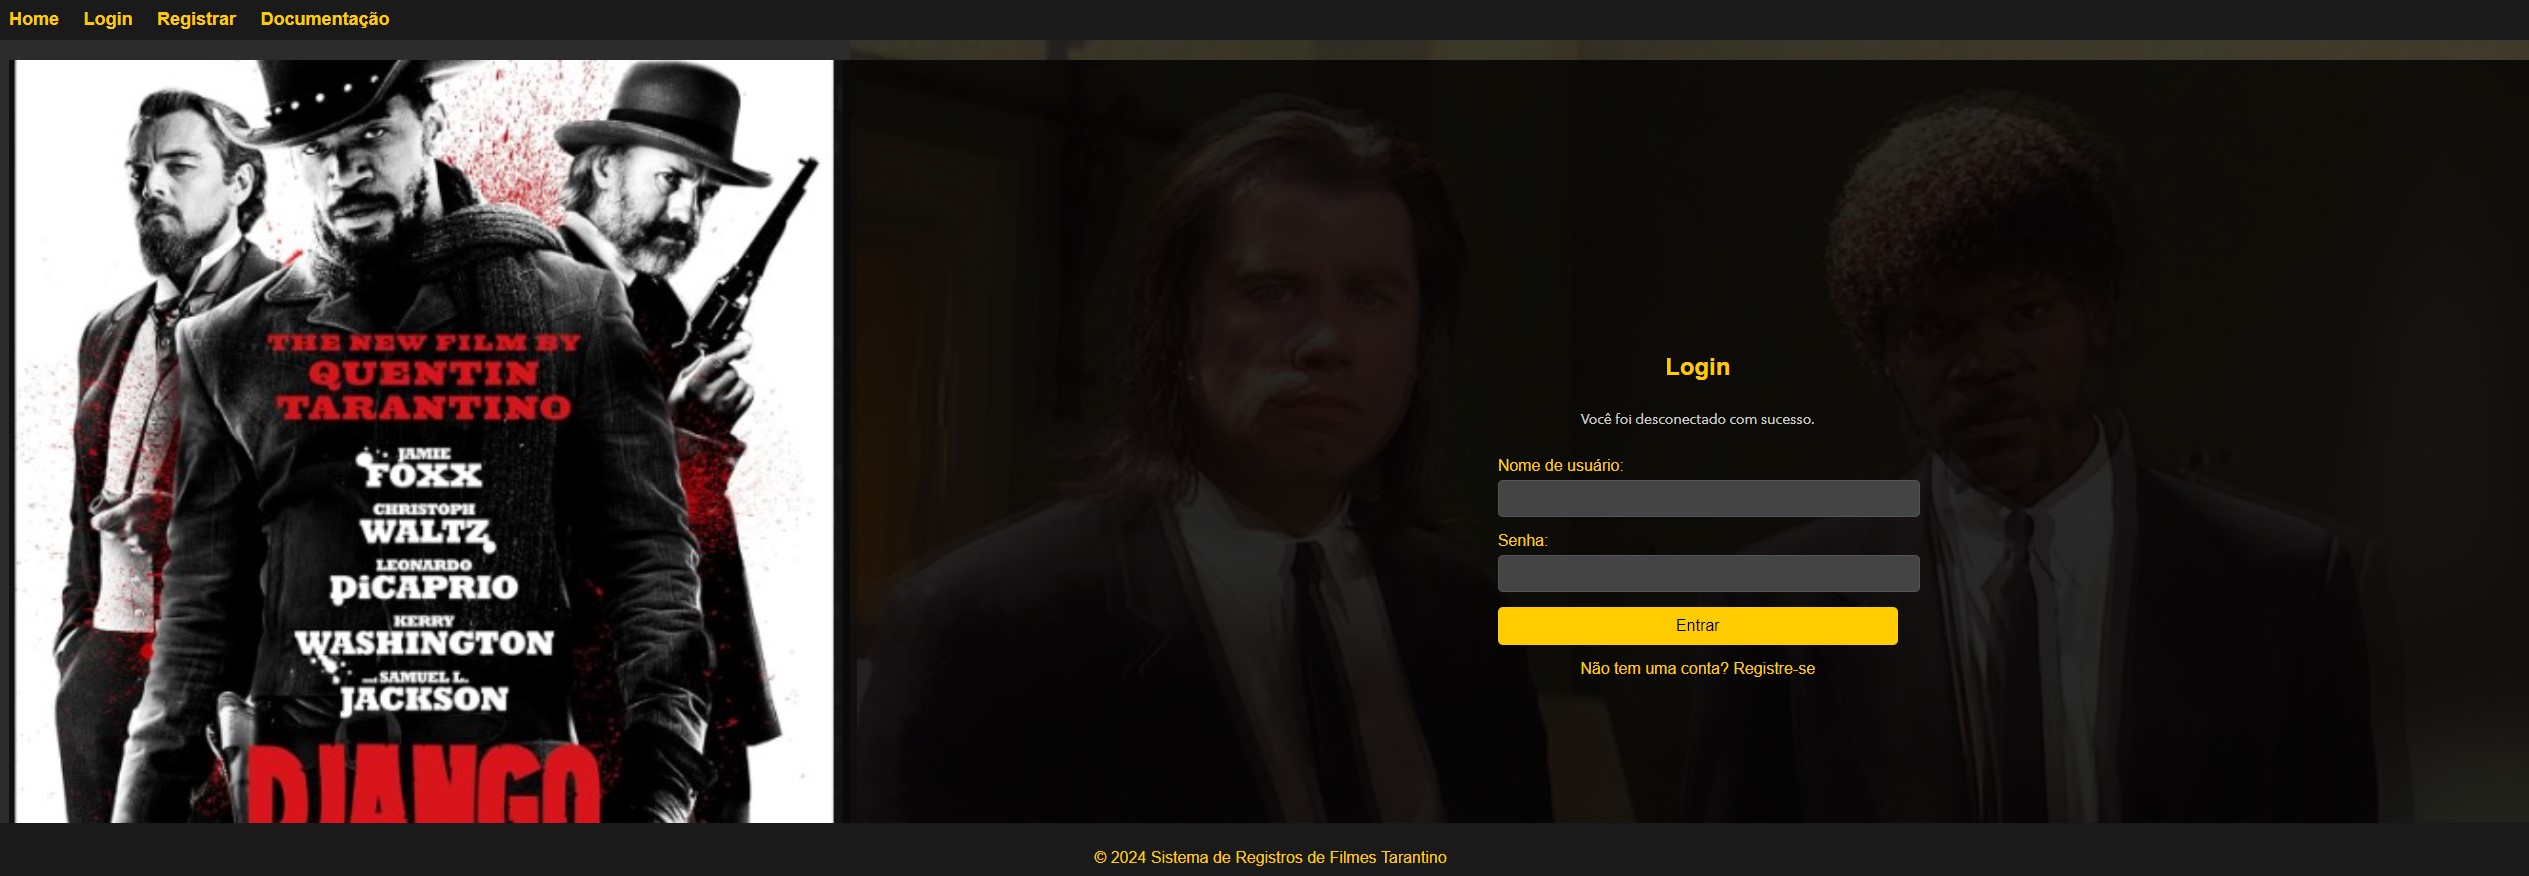 Home Login Registrar Documentação
THE NEW FILM BY
QUENTIN
TARANTINO
JAMIE
FOXX
CHRISTOPH
WALTZ
LEONARDO
DiCAPRIO
KERRY
WASHINGTON
AND SAMUEL L.
JACKSON
DJANGO
Login
Você foi desconectado com sucesso.
Nome de usuário:
Senha:
Entrar
Não tem uma conta? Registre-se
© 2024 Sistema de Registros de Filmes Tarantino